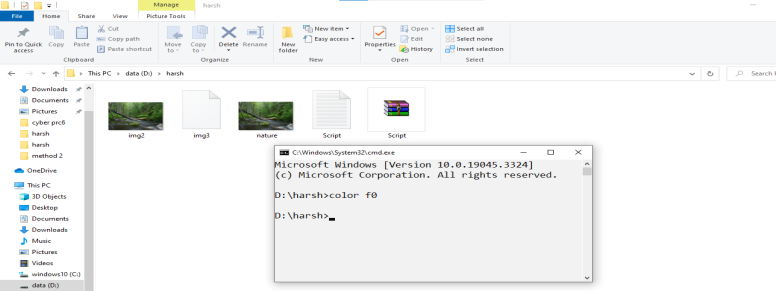 Manage harsh
File Home Share View Picture Tools
Pin to Quick access
Copy
Paste
Cut
Copy path
Paste shortcut
Clipboard
Move to
Copy to
Delete
Rename
Organize
New folder
New item
Easy access
New
Properties
Open
Edit
History
Open
Select all
Select none
Invert selection
Select
This PC > data (D:) > harsh
Search ha
Downloads
Documents
Pictures
cyber prc6
harsh
harsh
method 2
OneDrive
This PC
3D Objects
Desktop
Documents
Downloads
Music
Pictures
Videos
windows10 (C:)
data (D:)
img2 img3 nature Script Script
C:\Windows\System32\cmd.exe
Microsoft Windows [Version 10.0.19045.3324]
(c) Microsoft Corporation. All rights reserved.
D:\harsh>color f0
D:\harsh>